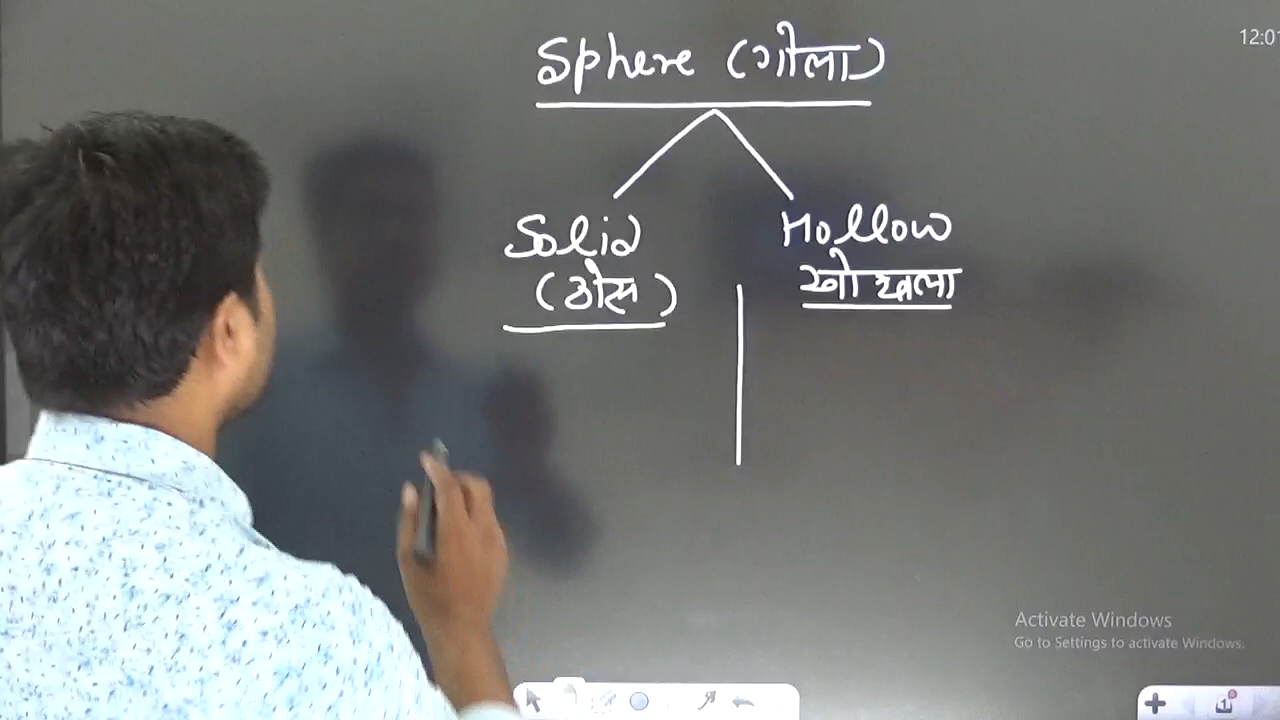 12:01
Sphere (गोला)
Solid
(ठोस)
Hollow
खोखला
Activate Windows
Go to Settings to activate Windows.